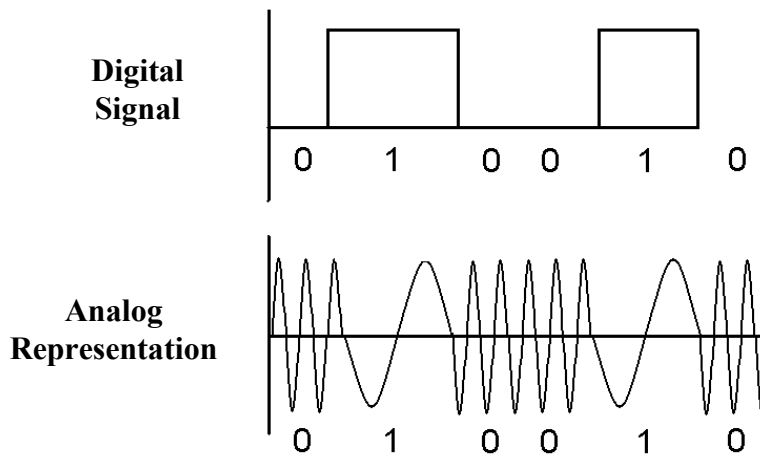 Digital
Signal
0 1 0 0 1 0
Analog
Representation
0 1 0 0 1 0